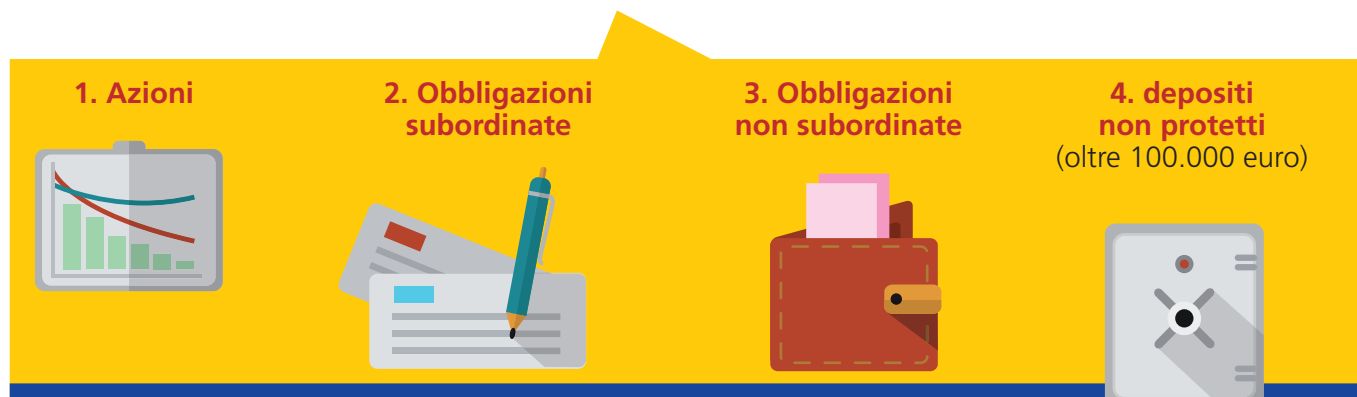 1. Azioni
2. Obbligazioni
subordinate
3. Obbligazioni
non subordinate
4. depositi
non protetti
(oltre 100.000 euro)